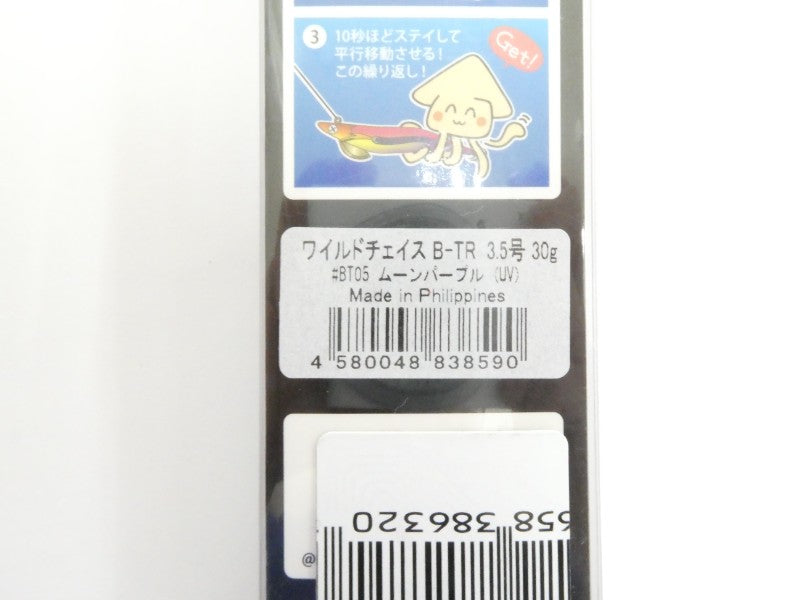 3 10秒ほどステイして
平行移動させる!
この繰り返し!
Get!
ワイルドチェイス B-TR 3.5号 30g
#BT05 ムーンパープル (UV)
Made in Philippines
4 580048 838590
658 386320
@